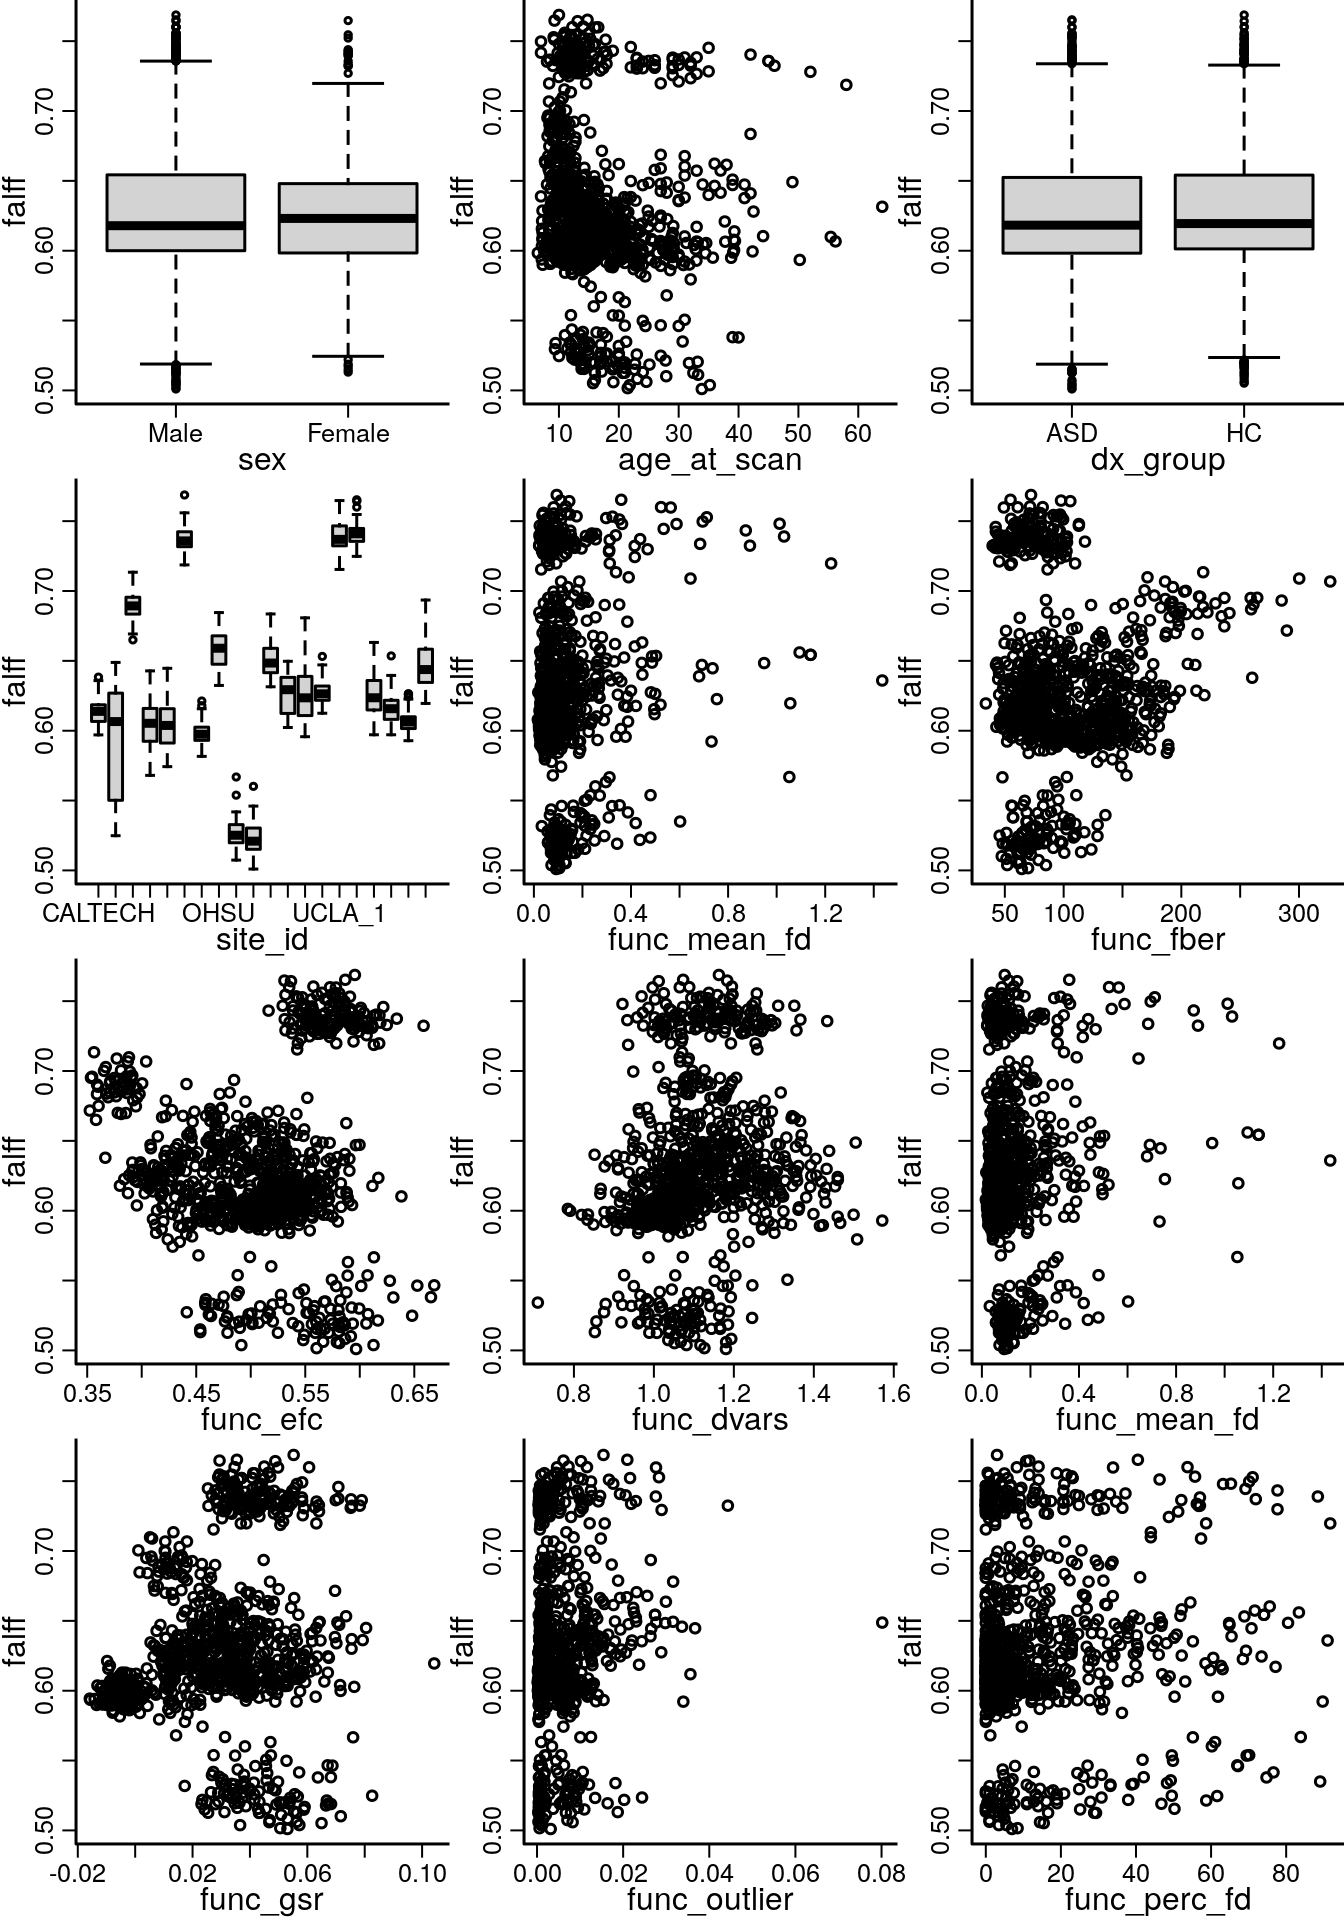 falff
0.50 0.60 0.70
Male Female
sex
falff
0.50 0.60 0.70
10 20 30 40 50 60
age_at_scan
falff
0.50 0.60 0.70
ASD HC
dx_group
falff
0.50 0.60 0.70
CALTECH OHSU UCLA_1
site_id
falff
0.50 0.60 0.70
0.0 0.4 0.8 1.2
func_mean_fd
falff
0.50 0.60 0.70
50 100 200 300
func_fber
falff
0.50 0.60 0.70
0.35 0.45 0.55 0.65
func_efc
falff
0.50 0.60 0.70
0.8 1.0 1.2 1.4 1.6
func_dvars
falff
0.50 0.60 0.70
0.0 0.4 0.8 1.2
func_mean_fd
falff
0.50 0.60 0.70
-0.02 0.02 0.06 0.10
func_gsr
falff
0.50 0.60 0.70
0.00 0.02 0.04 0.06 0.08
func_outlier
falff
0.50 0.60 0.70
0 20 40 60 80
func_perc_fd